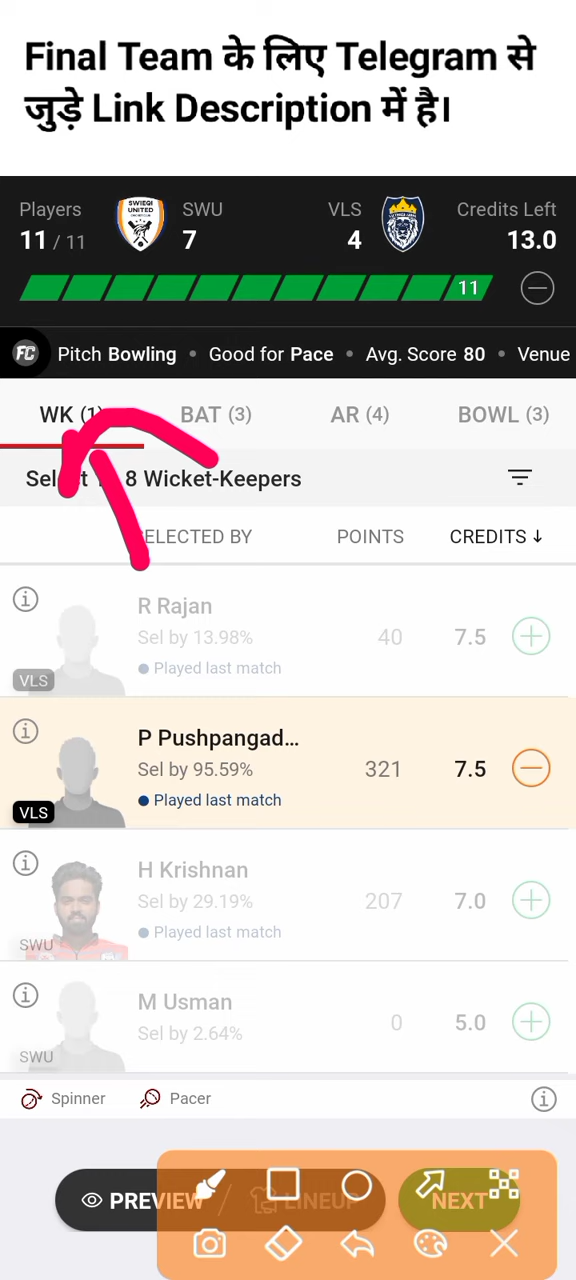 Final Team के लिए Telegram से
जुड़े Link Description में है।
Players SWU VLS Credits Left
11 / 11 7 4 13.0
SWIEQI
UNITED
11
FC Pitch Bowling • Good for Pace • Avg. Score 80 • Venue
WK (1) BAT (3) AR (4) BOWL (3)
8 Wicket-Keepers
SELECTED BY POINTS CREDITS ↓
R Rajan
Sel by 13.98% 40 7.5
Played last match
VLS
P Pushpangad...
Sel by 95.59% 321 7.5
Played last match
VLS
H Krishnan
Sel by 29.19% 207 7.0
Played last match
SWU
M Usman
Sel by 2.64% 0 5.0
SWU
Spinner Pacer
PREVIEW / LINEUP NEXT